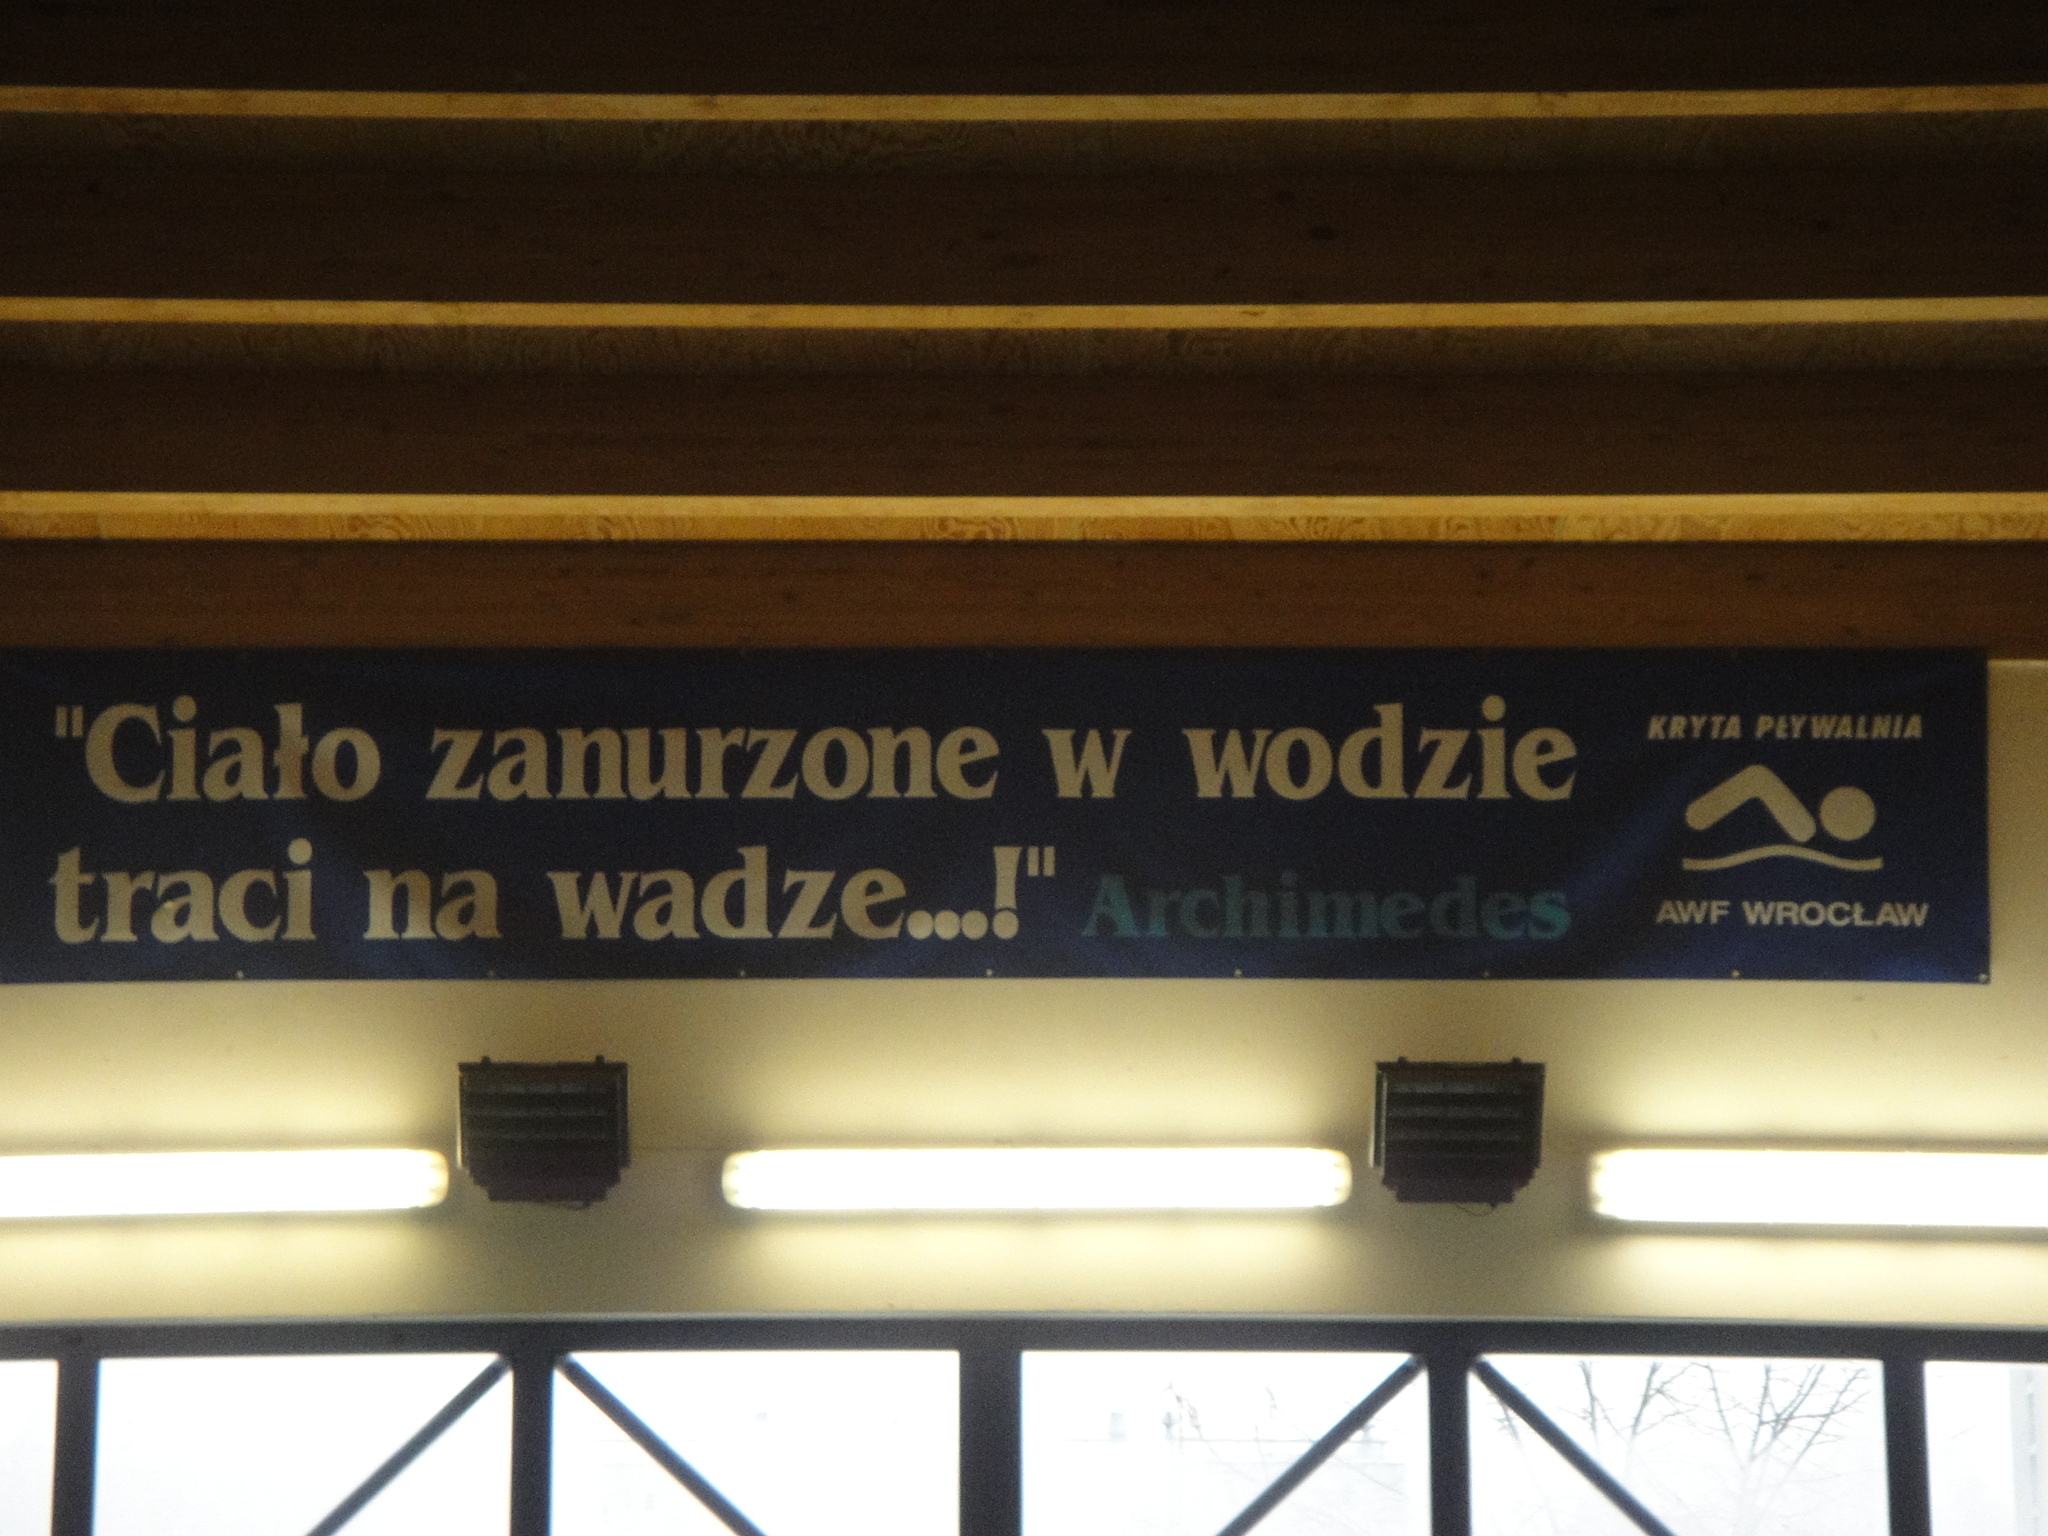 "Ciało zanurzone w wodzie
traci na wadze...!" Archimedes
KRYTA PŁYWALNIA
AWF WROCŁAW